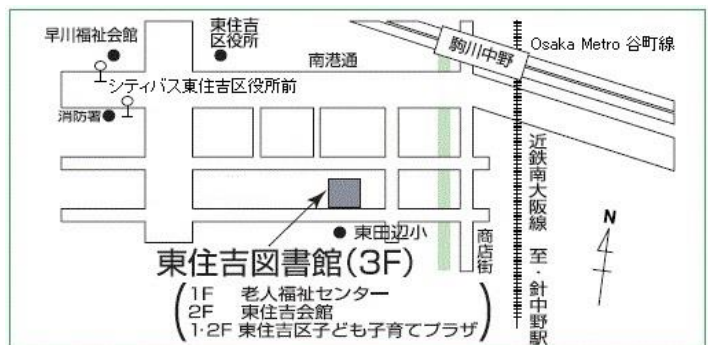 早川福祉会館
東住吉
区役所
南港通
駒川中野
Osaka Metro 谷町線
シティバス東住吉区役所前
消防署
近鉄南大阪線 至・針中野駅
N
東田辺小
商店街
東住吉図書館(3F)
1F 老人福祉センター
2F 東住吉会館
1·2F 東住吉区子ども子育てプラザ